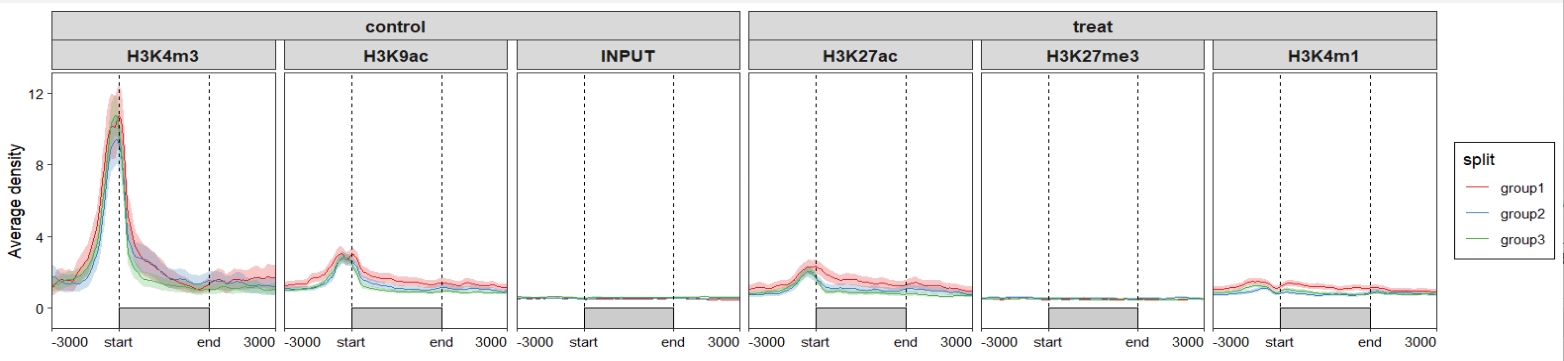 control treat
H3K4m3 H3K9ac INPUT H3K27ac H3K27me3 H3K4m1
Average density
12
8
4
0
-3000 start end 3000 -3000 start end 3000 -3000 start end 3000 -3000 start end 3000 -3000 start end 3000 -3000 start end 3000
split
group1
group2
group3